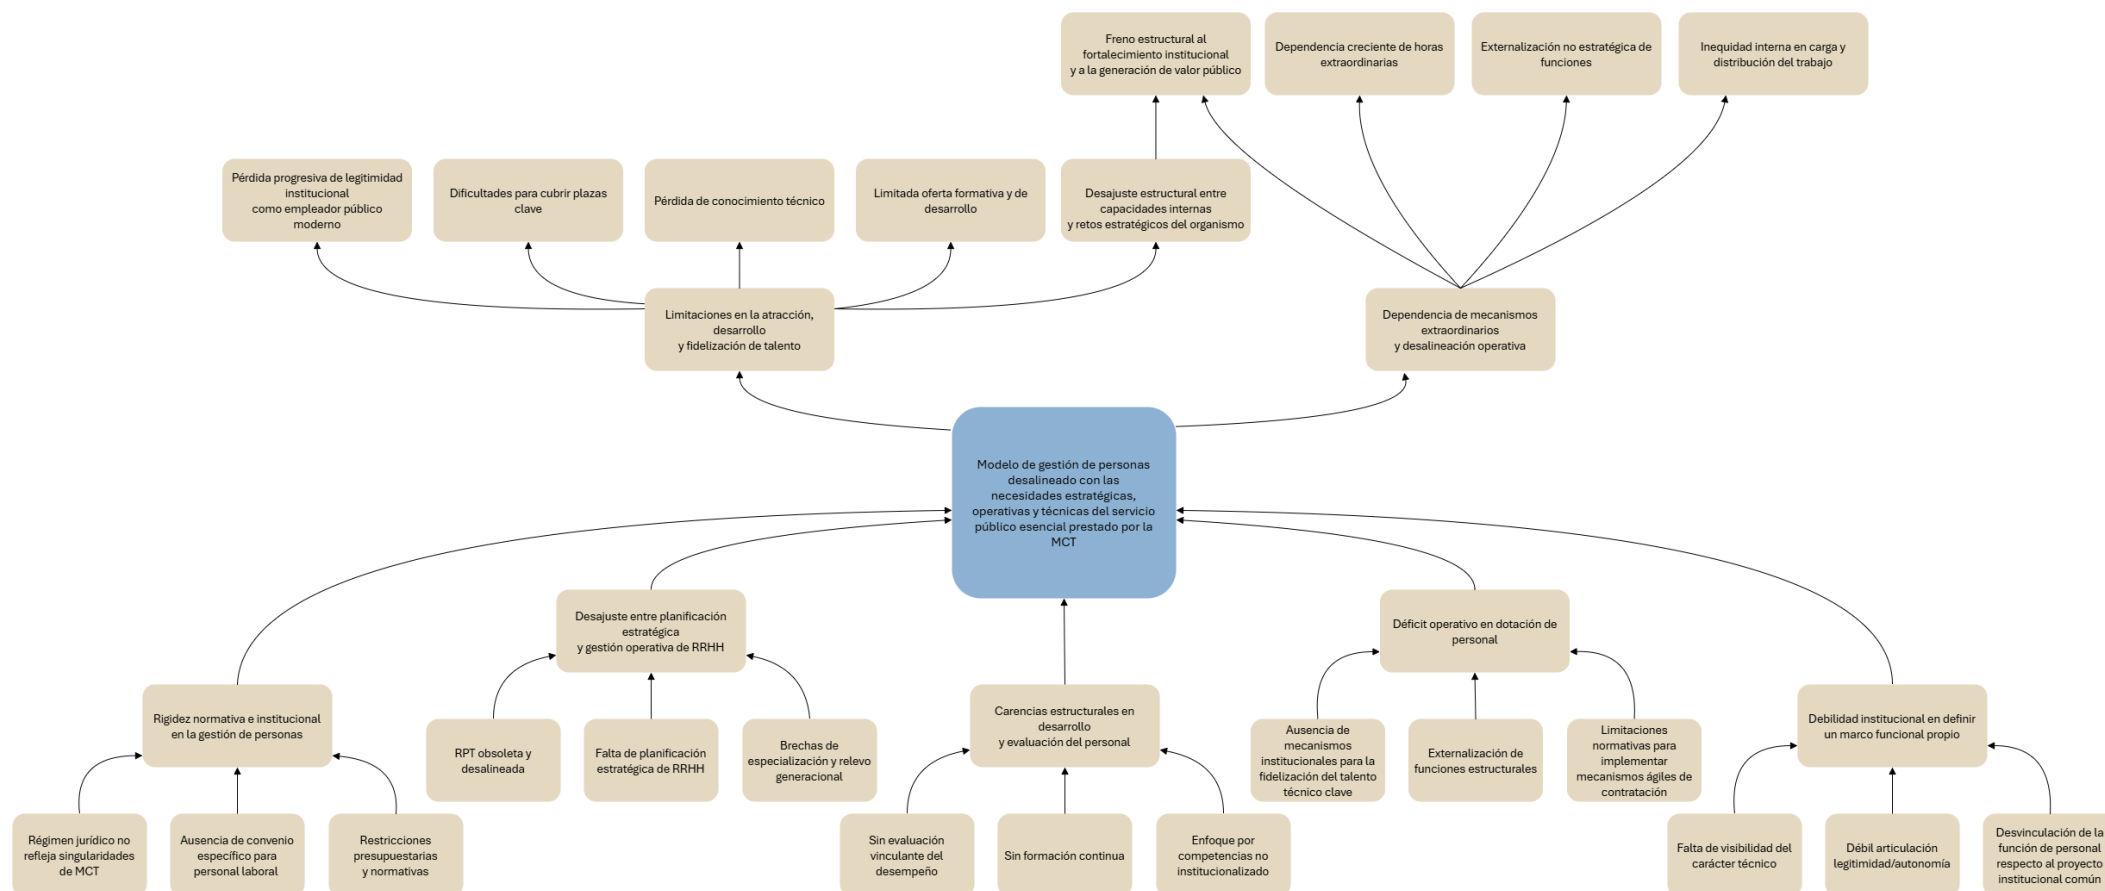 Freno estructural al
fortalecimiento institucional
y a la generación de valor público
Dependencia creciente de horas
extraordinarias
Externalización no estratégica de
funciones
Inequidad interna en carga y
distribución del trabajo
Pérdida progresiva de legitimidad
institucional
como empleador público
moderno
Dificultades para cubrir plazas
clave
Pérdida de conocimiento técnico
Limitada oferta formativa y de
desarrollo
Desajuste estructural entre
capacidades internas
y retos estratégicos del organismo
Limitaciones en la atracción,
desarrollo
y fidelización de talento
Dependencia de mecanismos
extraordinarios
y desalineación operativa
Modelo de gestión de personas
desalineado con las
necesidades estratégicas,
operativas y técnicas del servicio
público esencial prestado por la
MCT
Desajuste entre planificación
estratégica
y gestión operativa de RRHH
Déficit operativo en dotación de
personal
Rigidez normativa e institucional
en la gestión de personas
RPT obsoleta y
desalineada
Falta de planificación
estratégica de RRHH
Brechas de
especialización y relevo
generacional
Carencias estructurales en
desarrollo
y evaluación del personal
Ausencia de
mecanismos
institucionales para la
fidelización del talento
técnico clave
Externalización de
funciones estructurales
Limitaciones
normativas para
implementar
mecanismos ágiles de
contratación
Debilidad institucional en definir
un marco funcional propio
Régimen jurídico no
refleja singularidades
de MCT
Ausencia de convenio
específico para
personal laboral
Restricciones
presupuestarias
y normativas
Sin evaluación
vinculante del
desempeño
Sin formación continua
Enfoque por
competencias no
institucionalizado
Falta de visibilidad del
carácter técnico
Débil articulación
legitimidad/autonomía
Desvinculación de la
función de personal
respecto al proyecto
institucional común